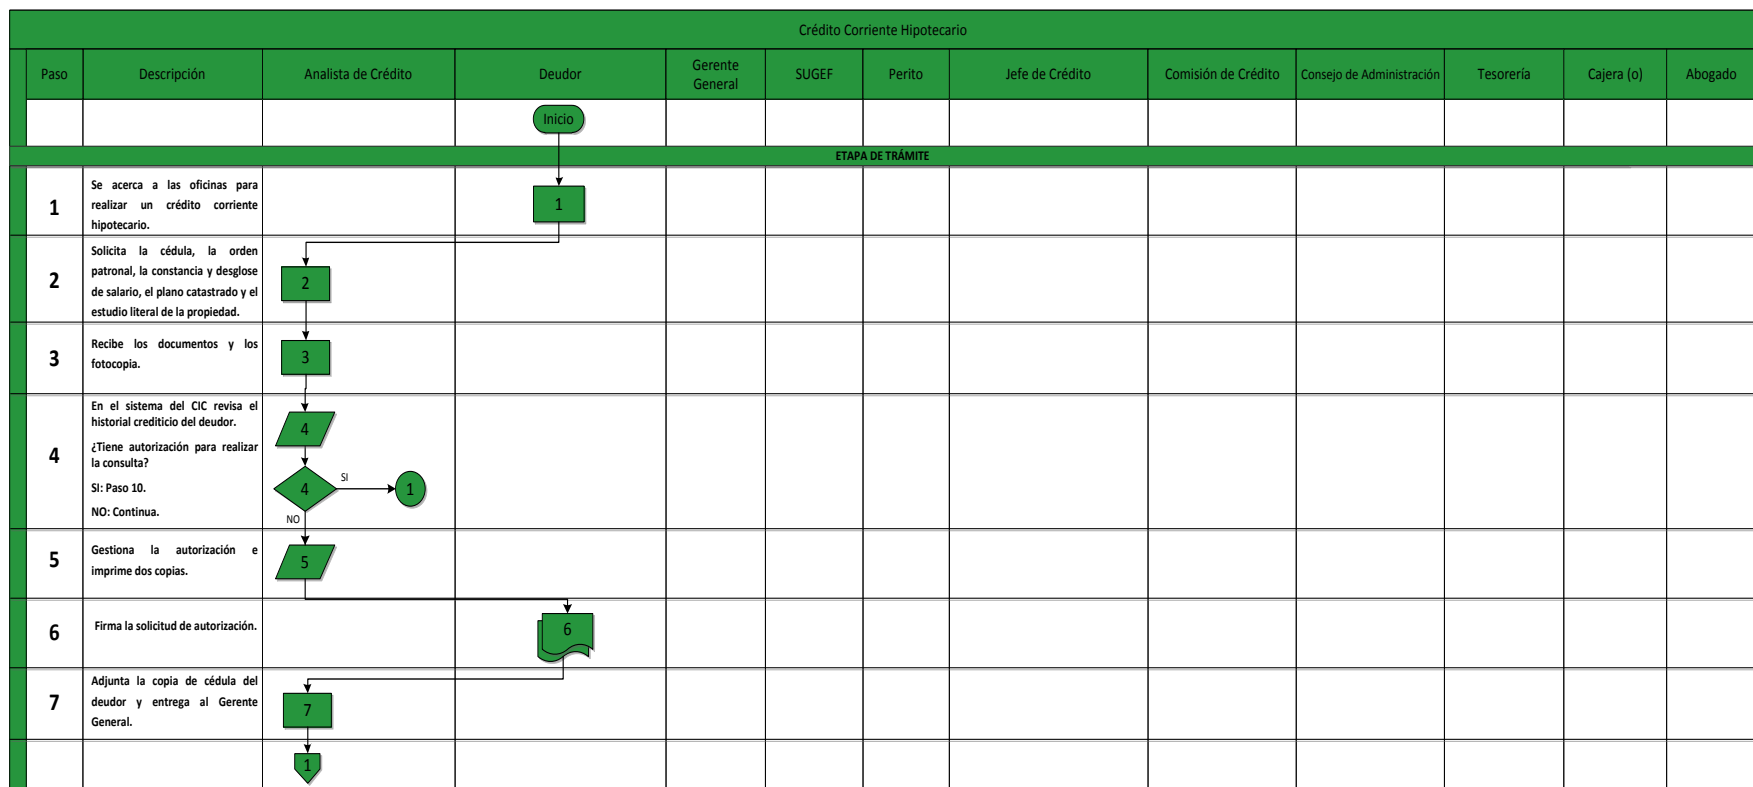 Crédito Corriente Hipotecario
Paso
Descripción
Analista de Crédito
Deudor
Gerente
General
SUGEF
Perito
Jefe de Crédito
Comisión de Crédito
Consejo de Administración
Tesorería
Cajera (o)
Abogado
Inicio
ETAPA DE TRÁMITE
1
Se acerca a las oficinas para
realizar un crédito corriente
hipotecario.
1
2
Solicita la cédula, la orden
patronal, la constancia y desglose
de salario, el plano catastrado y el
estudio literal de la propiedad.
2
3
Recibe los documentos y los
fotocopia.
3
4
En el sistema del CIC revisa el
historial crediticio del deudor.
¿Tiene autorización para realizar
la consulta?
SI: Paso 10.
NO: Continua.
4
4
SI
1
NO
5
Gestiona la autorización e
imprime dos copias.
5
6
Firma la solicitud de autorización.
6
7
Adjunta la copia de cédula del
deudor y entrega al Gerente
General.
7
1